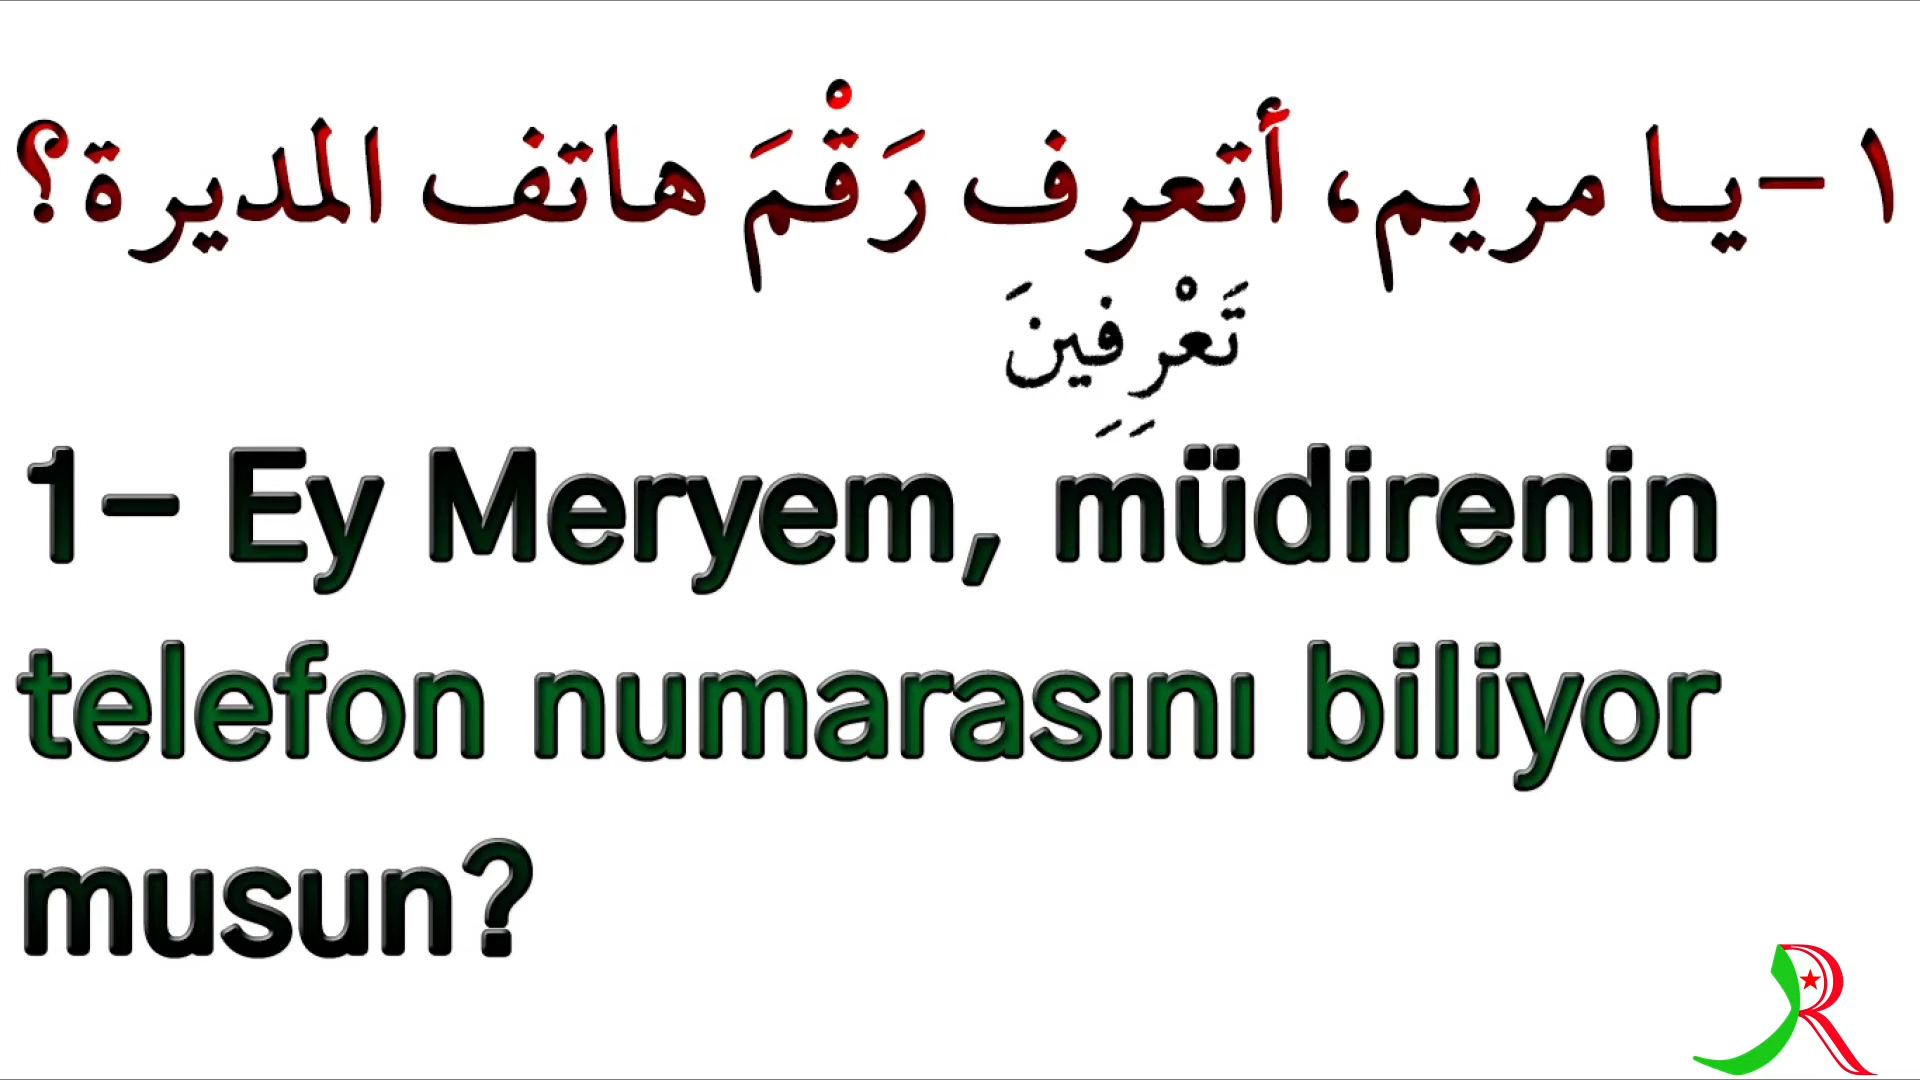 ١- يا مريم، أتعرف رَقْمَ هاتف المديرة؟
تَعْرِفِينَ
1- Ey Meryem, müdirenin
telefon numarasını biliyor
musun?